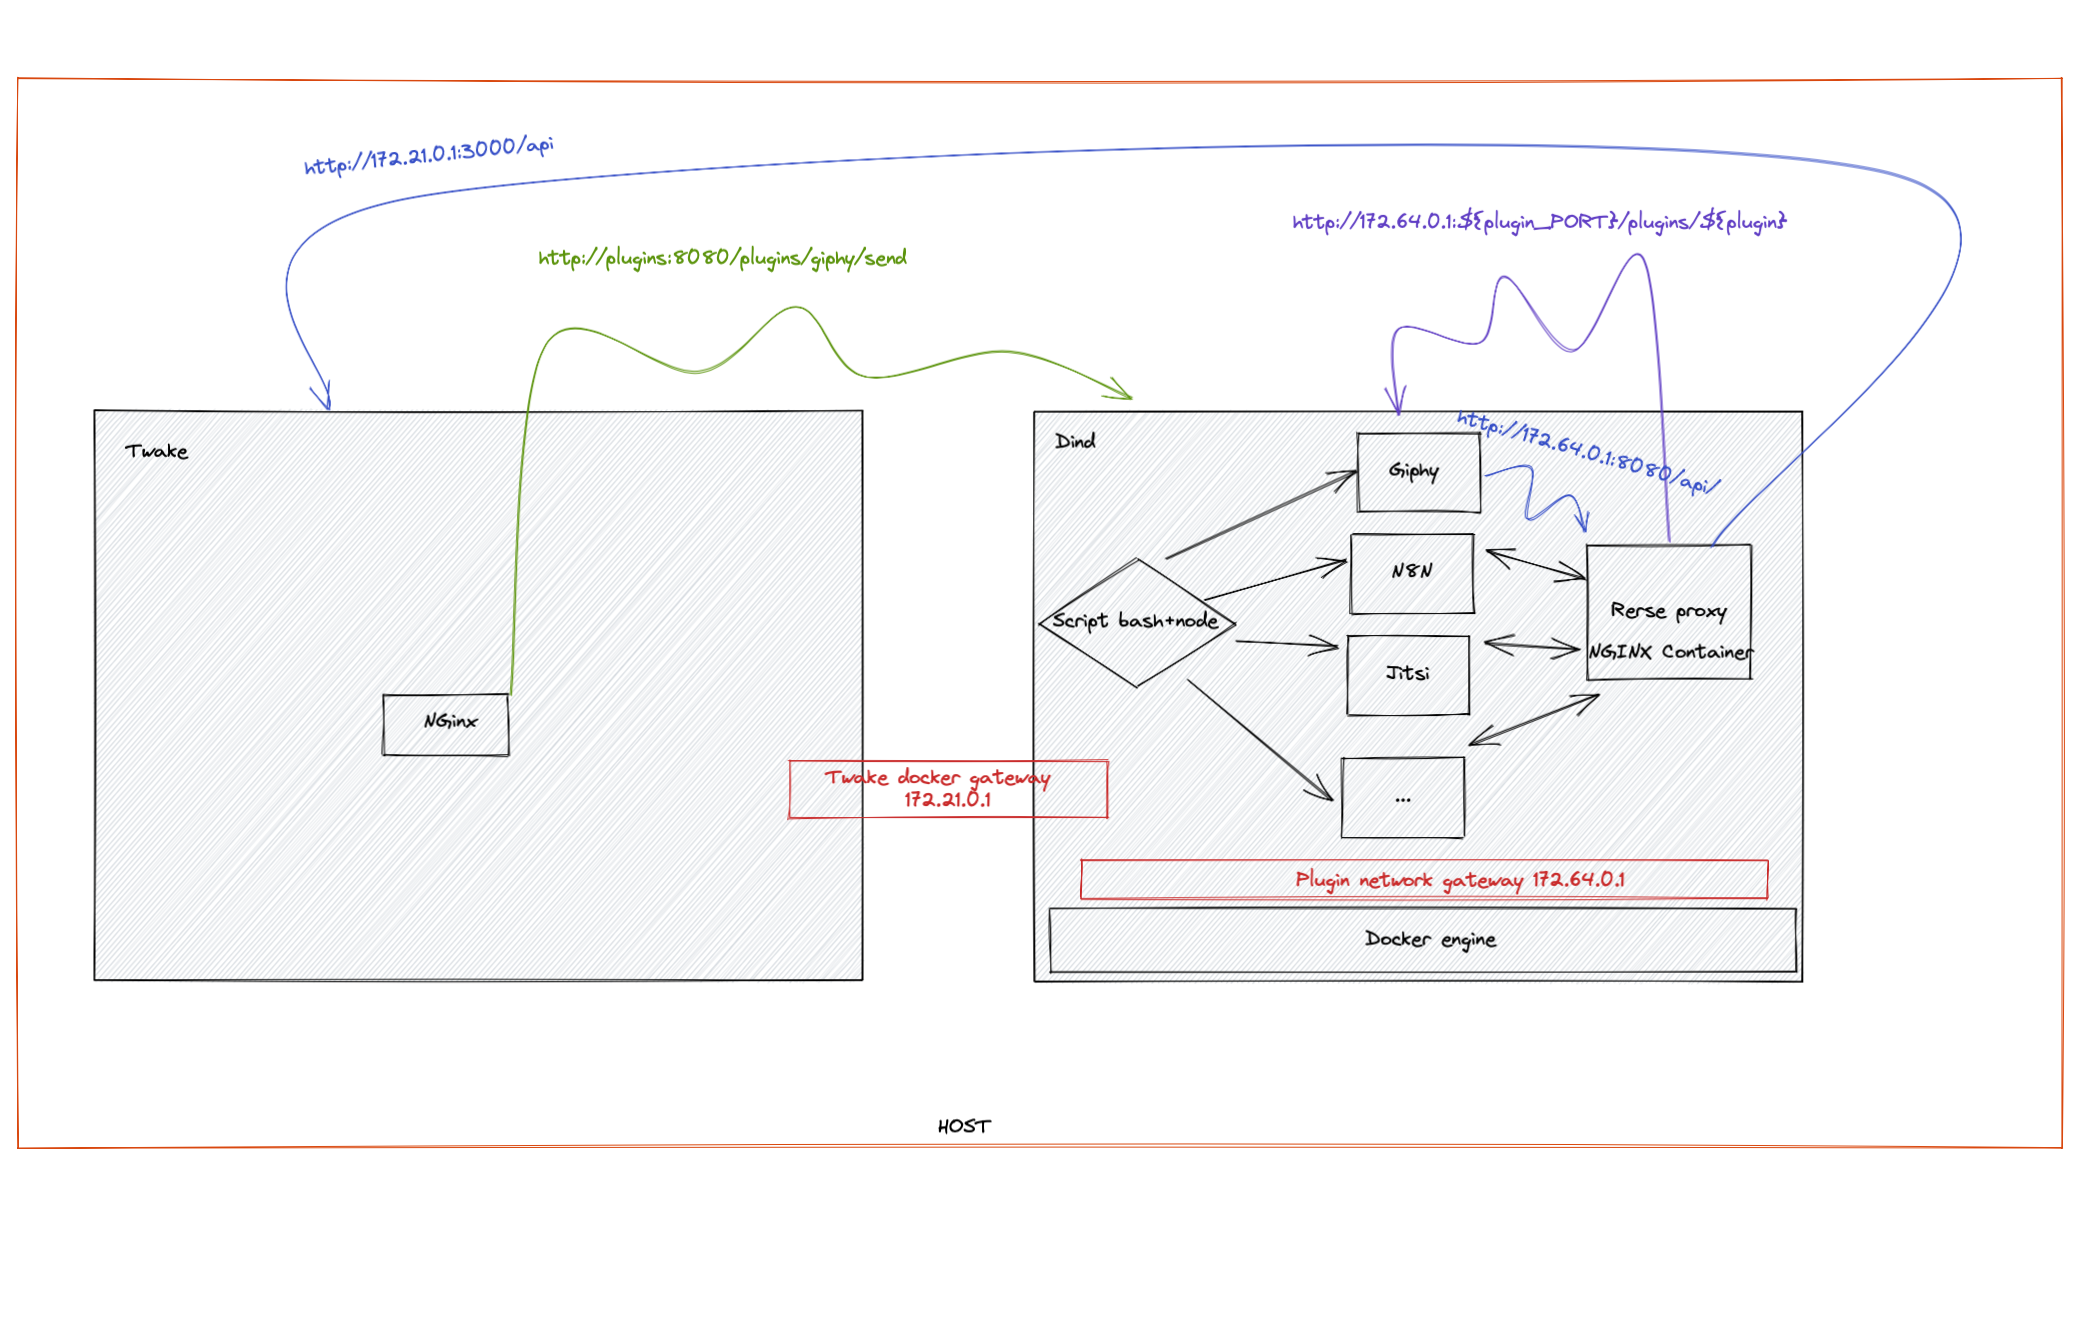 http://172.21.0.1:3000/api
http://172.64.0.1:${plugin_PORT}/plugins/${plugin}
http://plugins:8080/plugins/giphy/send
Twake
Dind
http://172.64.0.1:8080/api/
Giphy
N8N
Script bash+node
Rerse proxy
NGINX Container
Jitsi
NGinx
Twake docker gateway
172.21.0.1
...
Plugin network gateway 172.64.0.1
Docker engine
HOST